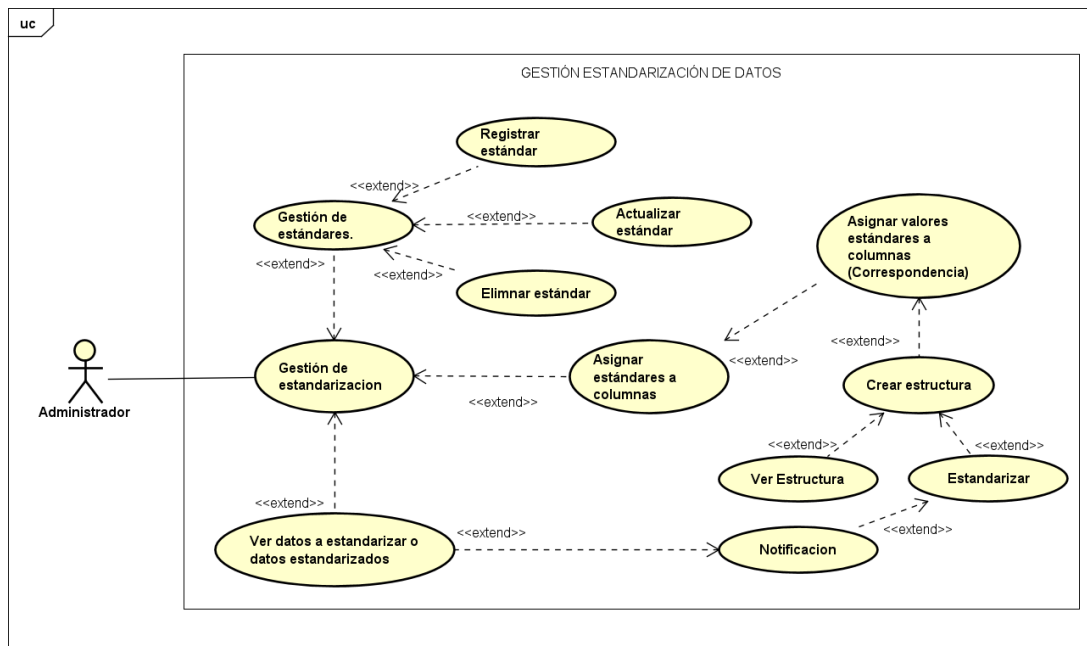 uc
GESTIÓN ESTANDARIZACIÓN DE DATOS
Registrar
estándar
<<extend>>
Gestión de
estándares.
<<extend>>
Actualizar
estándar
Asignar valores
estándares a
columnas
(Correspondencia)
<<extend>>
<<extend>>
Elimnar estándar
<<extend>>
Gestión de
estandarizacion
Asignar
estándares a
columnas
<<extend>>
<<extend>>
Crear estructura
<<extend>>
Administrador
<<extend>>
<<extend>>
Ver Estructura
Estandarizar
<<extend>>
<<extend>>
<<extend>>
Ver datos a estandarizar o
datos estandarizados
Notificacion